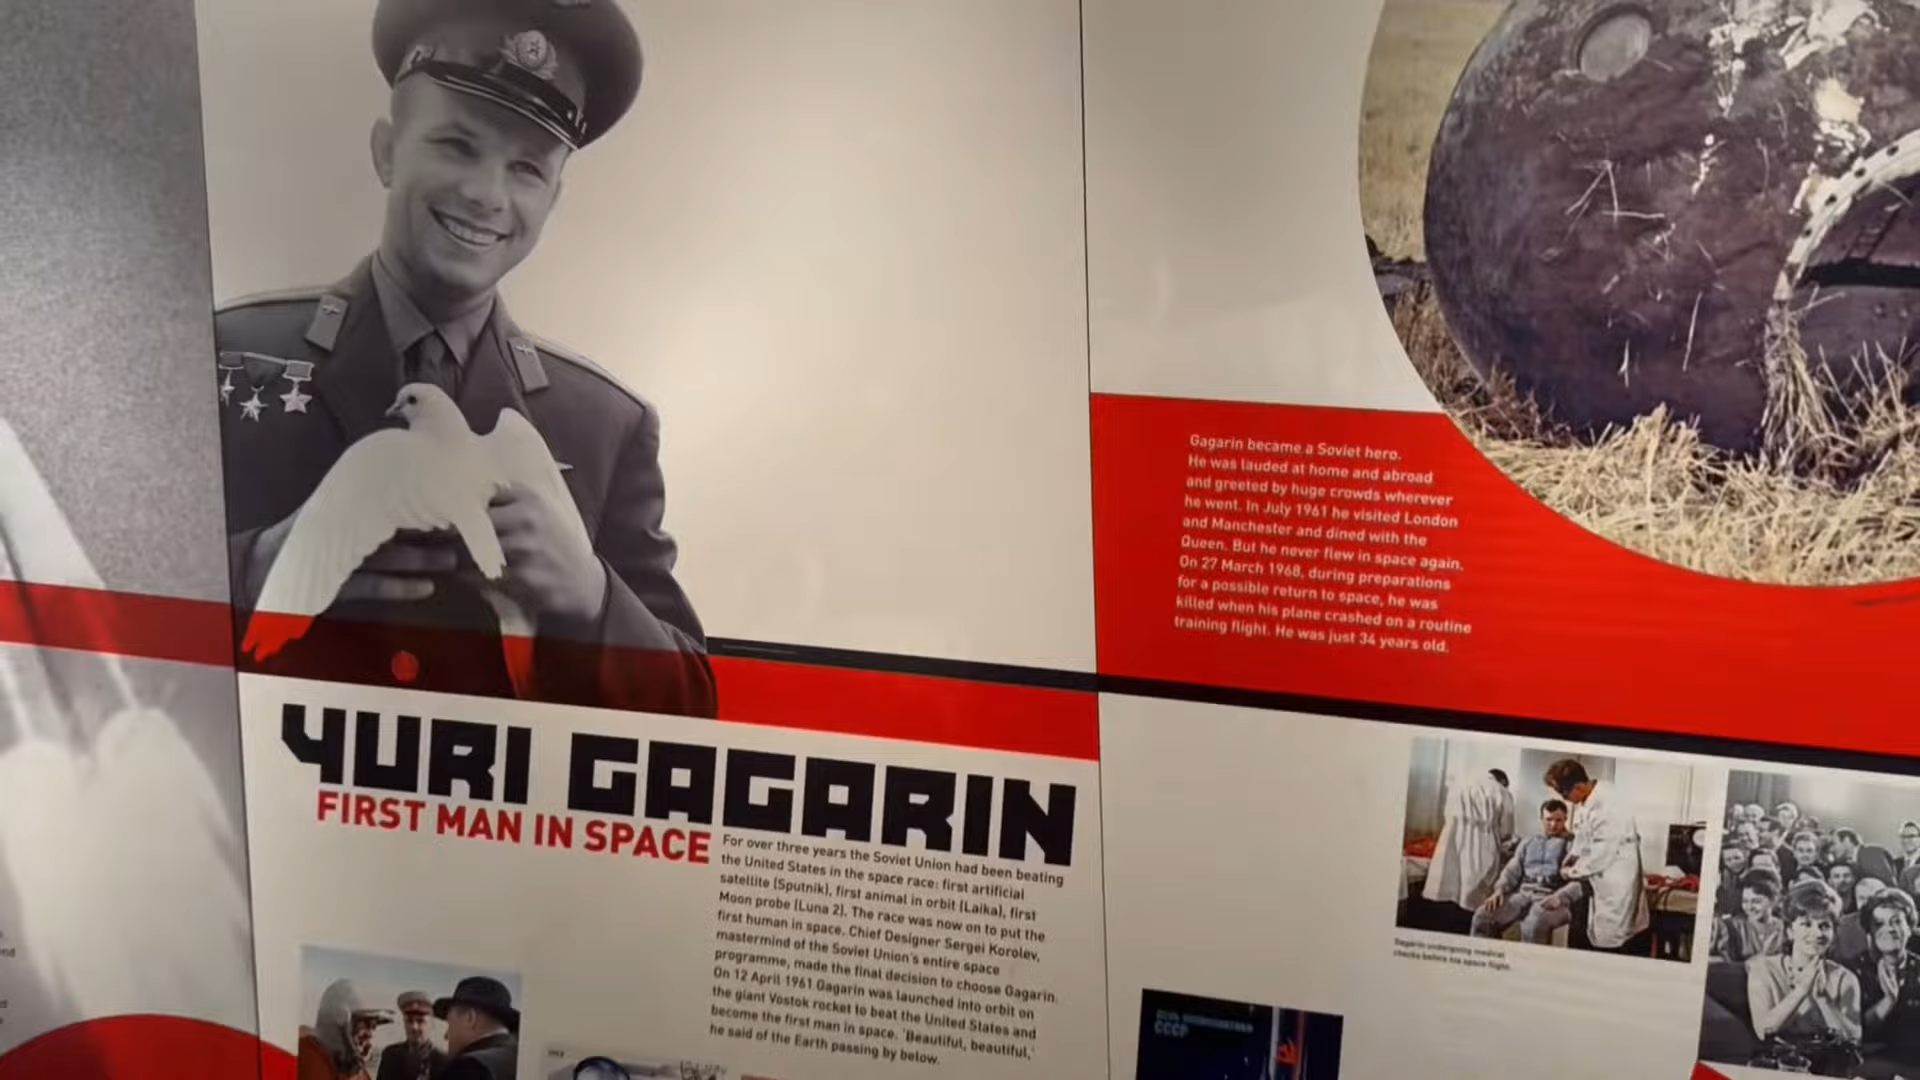 YURI GAGARIN
FIRST MAN IN SPACE
For over three years the Soviet Union had been beating
the United States in the space race: first artificial
satellite (Sputnik), first animal in orbit (Laika), first
Moon probe (Luna 2). The race was now on to put the
first human in space. Chief Designer Sergei Korolev,
mastermind of the Soviet Union's entire space
programme, made the final decision to choose Gagarin.
On 12 April 1961 Gagarin was launched into orbit on
the giant Vostok rocket to beat the United States and
become the first man in space. 'Beautiful, beautiful,'
he said of the Earth passing by below.
Gagarin became a Soviet hero.
He was lauded at home and abroad
and greeted by huge crowds wherever
he went. In July 1961 he visited London
and Manchester and dined with the
Queen. But he never flew in space again.
On 27 March 1968, during preparations
for a possible return to space, he was
killed when his plane crashed on a routine
training flight. He was just 34 years old.
Gagarin undergoing medical
checks before his space flight.
СССР